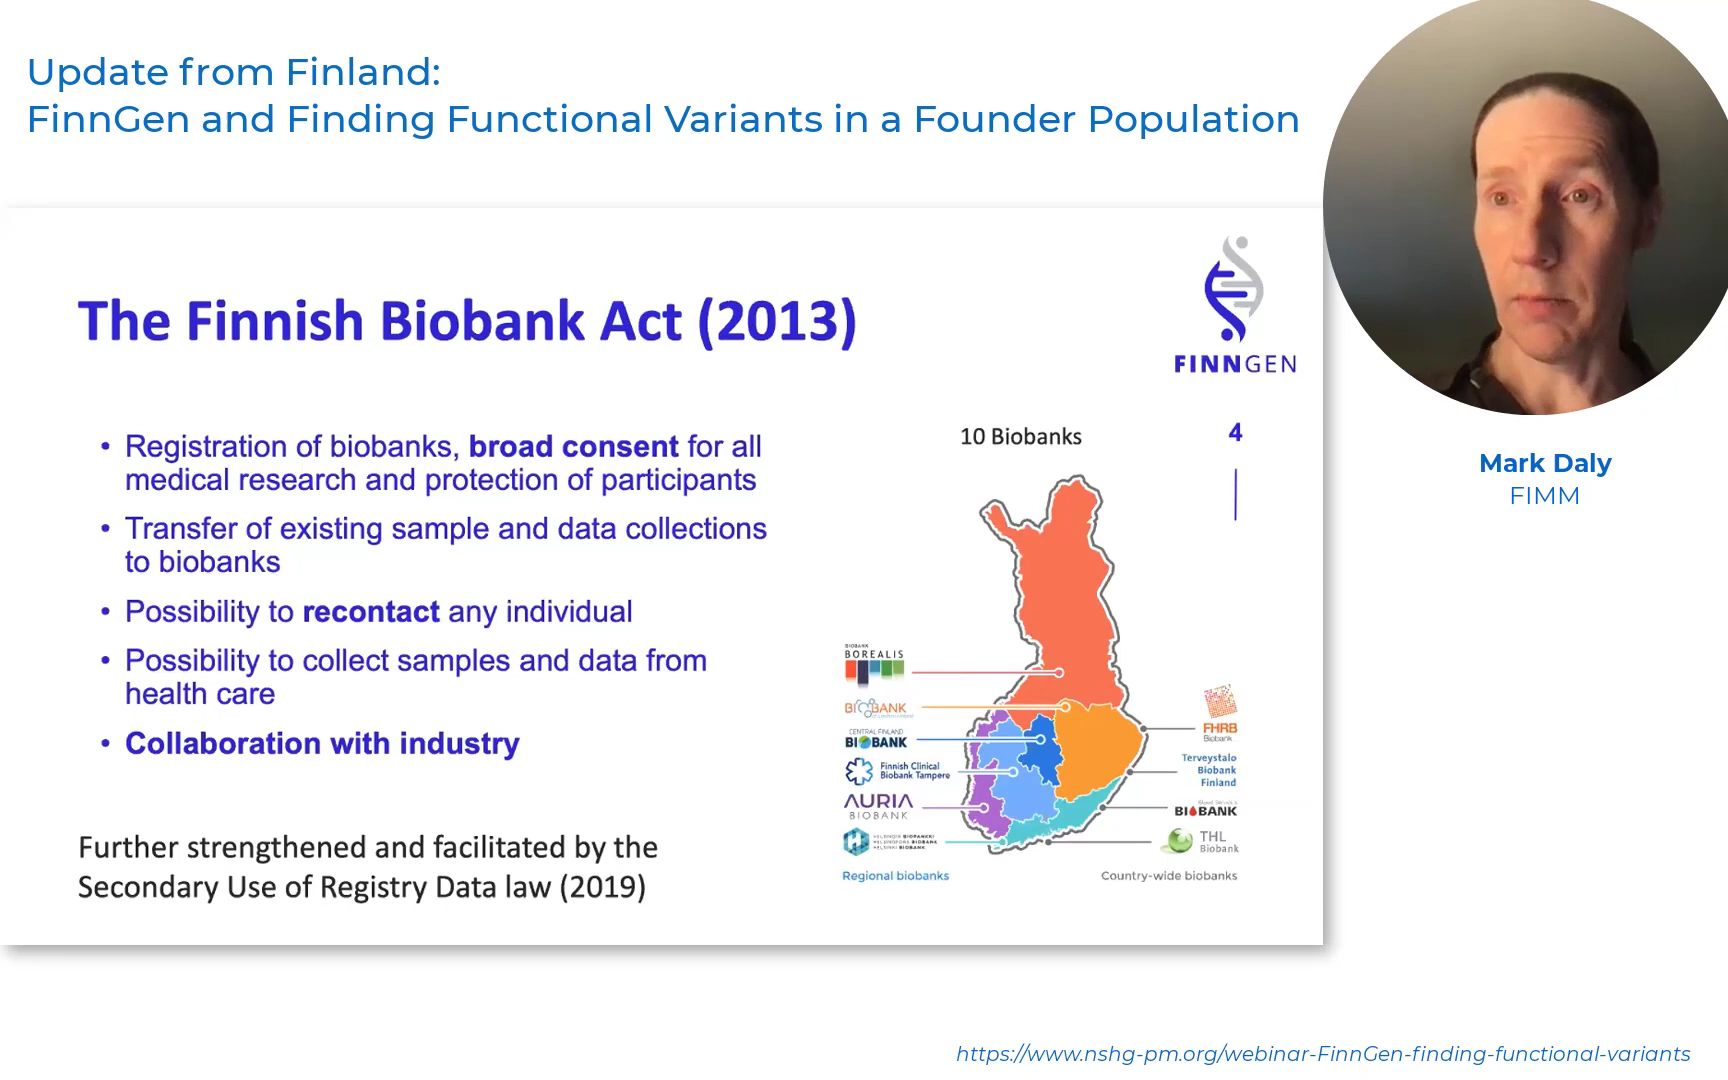 Update from Finland:
FinnGen and Finding Functional Variants in a Founder Population
The Finnish Biobank Act (2013)
FINNGEN
4
• Registration of biobanks, broad consent for all
medical research and protection of participants
• Transfer of existing sample and data collections
to biobanks
• Possibility to recontact any individual
• Possibility to collect samples and data from
health care
• Collaboration with industry
Further strengthened and facilitated by the
Secondary Use of Registry Data law (2019)
10 Biobanks
BIOBANK
BOREALIS
BIOBANK
CENTRAL FINLAND
BIOBANK
Finnish Clinical
Biobank Tampere
AURIA
BIOBANK
HELSINGIN BIOPANKKI
HELSINGFORS BIOBANK
HELSINKI BIOBANK
Regional biobanks
FHRB
Biobank
Terveystalo
Biobank
Finland
BIOBANK
THL
Biobank
Country-wide biobanks
Mark Daly
FIMM
https://www.nshg-pm.org/webinar-FinnGen-finding-functional-variants